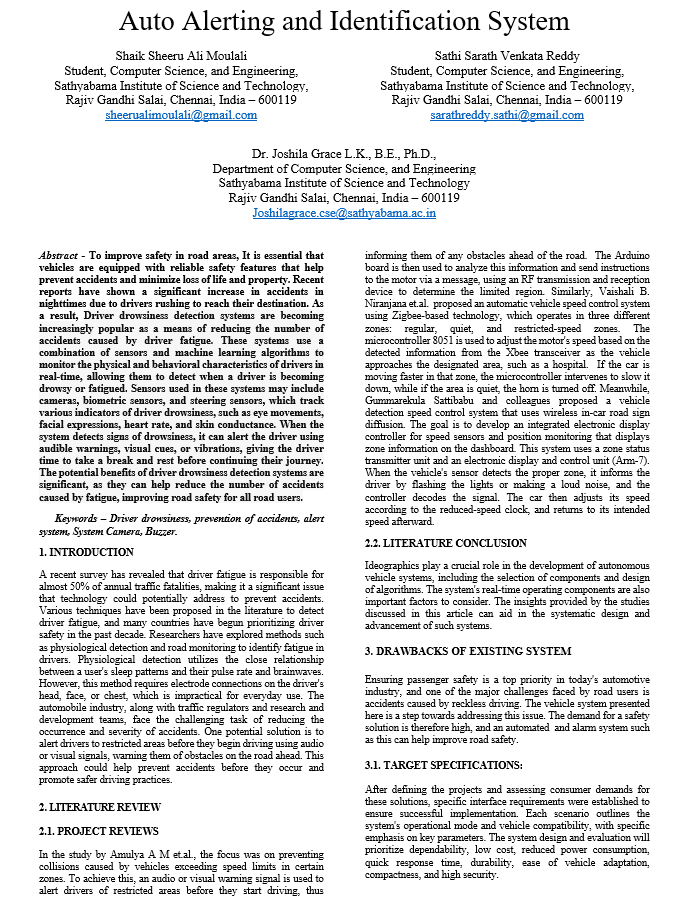 Auto Alerting and Identification System
Shaik Sheeru Ali Moulali
Student, Computer Science, and Engineering,
Sathyabama Institute of Science and Technology,
Rajiv Gandhi Salai, Chennai, India – 600119
sheerualimoulali@gmail.com
Sathi Sarath Venkata Reddy
Student, Computer Science, and Engineering,
Sathyabama Institute of Science and Technology,
Rajiv Gandhi Salai, Chennai, India – 600119
sarathreddy.sathi@gmail.com
Dr. Joshila Grace L.K., B.E., Ph.D.,
Department of Computer Science, and Engineering
Sathyabama Institute of Science and Technology
Rajiv Gandhi Salai, Chennai, India – 600119
Joshilagrace.cse@sathyabama.ac.in
Abstract - To improve safety in road areas, It is essential that
vehicles are equipped with reliable safety features that help
prevent accidents and minimize loss of life and property. Recent
reports have shown a significant increase in accidents in
nighttimes due to drivers rushing to reach their destination. As
a result, Driver drowsiness detection systems are becoming
increasingly popular as a means of reducing the number of
accidents caused by driver fatigue. These systems use a
combination of sensors and machine learning algorithms to
monitor the physical and behavioral characteristics of drivers in
real-time, allowing them to detect when a driver is becoming
drowsy or fatigued. Sensors used in these systems may include
cameras, biometric sensors, and steering sensors, which track
various indicators of driver drowsiness, such as eye movements,
facial expressions, heart rate, and skin conductance. When the
system detects signs of drowsiness, it can alert the driver using
audible warnings, visual cues, or vibrations, giving the driver
time to take a break and rest before continuing their journey.
The potential benefits of driver drowsiness detection systems are
significant, as they can help reduce the number of accidents
caused by fatigue, improving road safety for all road users.
Keywords – Driver drowsiness, prevention of accidents, alert
system, System Camera, Buzzer.
1. INTRODUCTION
A recent survey has revealed that driver fatigue is responsible for
almost 50% of annual traffic fatalities, making it a significant issue
that technology could potentially address to prevent accidents.
Various techniques have been proposed in the literature to detect
driver fatigue, and many countries have begun prioritizing driver
safety in the past decade. Researchers have explored methods such
as physiological detection and road monitoring to identify fatigue in
drivers. Physiological detection utilizes the close relationship
between a user's sleep patterns and their pulse rate and brainwaves.
However, this method requires electrode connections on the driver's
head, face, or chest, which is impractical for everyday use. The
automobile industry, along with traffic regulators and research and
development teams, face the challenging task of reducing the
occurrence and severity of accidents. One potential solution is to
alert drivers to restricted areas before they begin driving using audio
or visual signals, warning them of obstacles on the road ahead. This
approach could help prevent accidents before they occur and
promote safer driving practices.
2. LITERATURE REVIEW
2.1. PROJECT REVIEWS
In the study by Amulya A M et.al., the focus was on preventing
collisions caused by vehicles exceeding speed limits in certain
zones. To achieve this, an audio or visual warning signal is used to
alert drivers of restricted areas before they start driving, thus
informing them of any obstacles ahead of the road. The Arduino
board is then used to analyze this information and send instructions
to the motor via a message, using an RF transmission and reception
device to determine the limited region. Similarly, Vaishali B.
Niranjana et.al. proposed an automatic vehicle speed control system
using Zigbee-based technology, which operates in three different
zones: regular, quiet, and restricted-speed zones. The
microcontroller 8051 is used to adjust the motor's speed based on the
detected information from the Xbee transceiver as the vehicle
approaches the designated area, such as a hospital. If the car is
moving faster in that zone, the microcontroller intervenes to slow it
down, while if the area is quiet, the horn is turned off. Meanwhile,
Gummarekula Sattibabu and colleagues proposed a vehicle
detection speed control system that uses wireless in-car road sign
diffusion. The goal is to develop an integrated electronic display
controller for speed sensors and position monitoring that displays
zone information on the dashboard. This system uses a zone status
transmitter unit and an electronic display and control unit (Arm-7).
When the vehicle's sensor detects the proper zone, it informs the
driver by flashing the lights or making a loud noise, and the
controller decodes the signal. The car then adjusts its speed
according to the reduced-speed clock, and returns to its intended
speed afterward.
2.2. LITERATURE CONCLUSION
Ideographics play a crucial role in the development of autonomous
vehicle systems, including the selection of components and design
of algorithms. The system's real-time operating components are also
important factors to consider. The insights provided by the studies
discussed in this article can aid in the systematic design and
advancement of such systems.
3. DRAWBACKS OF EXISTING SYSTEM
Ensuring passenger safety is a top priority in today's automotive
industry, and one of the major challenges faced by road users is
accidents caused by reckless driving. The vehicle system presented
here is a step towards addressing this issue. The demand for a safety
solution is therefore high, and an automated and alarm system such
as this can help improve road safety.
3.1. TARGET SPECIFICATIONS:
After defining the projects and assessing consumer demands for
these solutions, specific interface requirements were established to
ensure successful implementation. Each scenario outlines the
system's operational mode and vehicle compatibility, with specific
emphasis on key parameters. The system design and evaluation will
prioritize dependability, low cost, reduced power consumption,
quick response time, durability, ease of vehicle adaptation,
compactness, and high security.